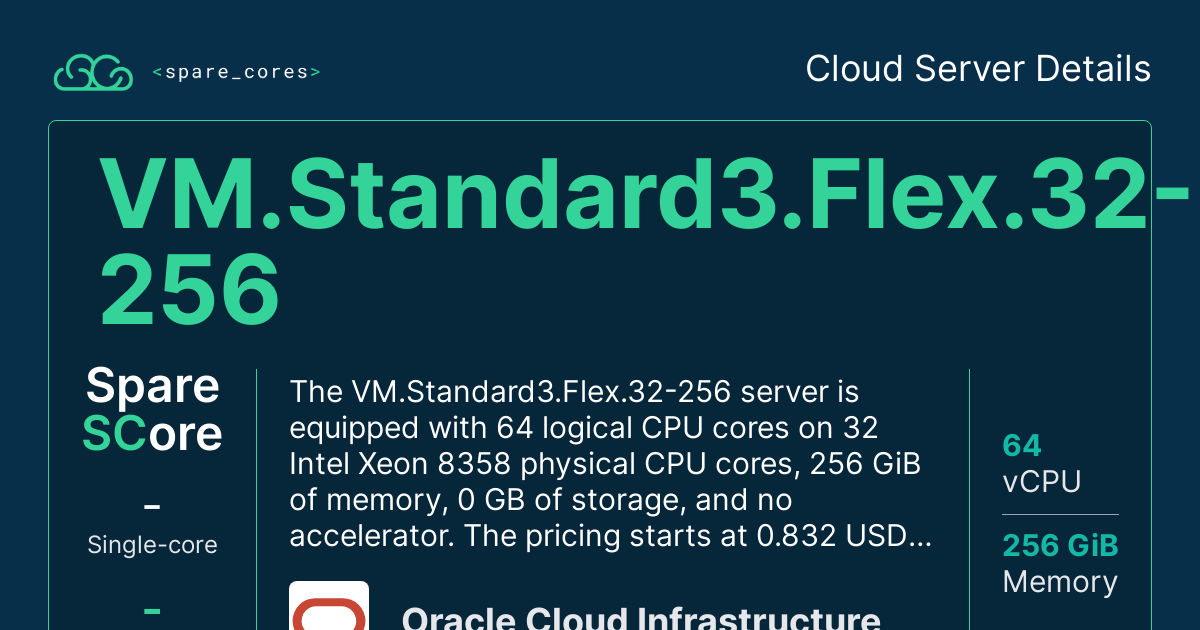 <spare_cores>
Cloud Server Details
VM.Standard3.Flex.32-
256
Spare
SCore
–
Single-core
–
The VM.Standard3.Flex.32-256 server is
equipped with 64 logical CPU cores on 32
Intel Xeon 8358 physical CPU cores, 256 GiB
of memory, 0 GB of storage, and no
accelerator. The pricing starts at 0.832 USD...
Oracle Cloud Infrastructure
64
vCPU
256 GiB
Memory